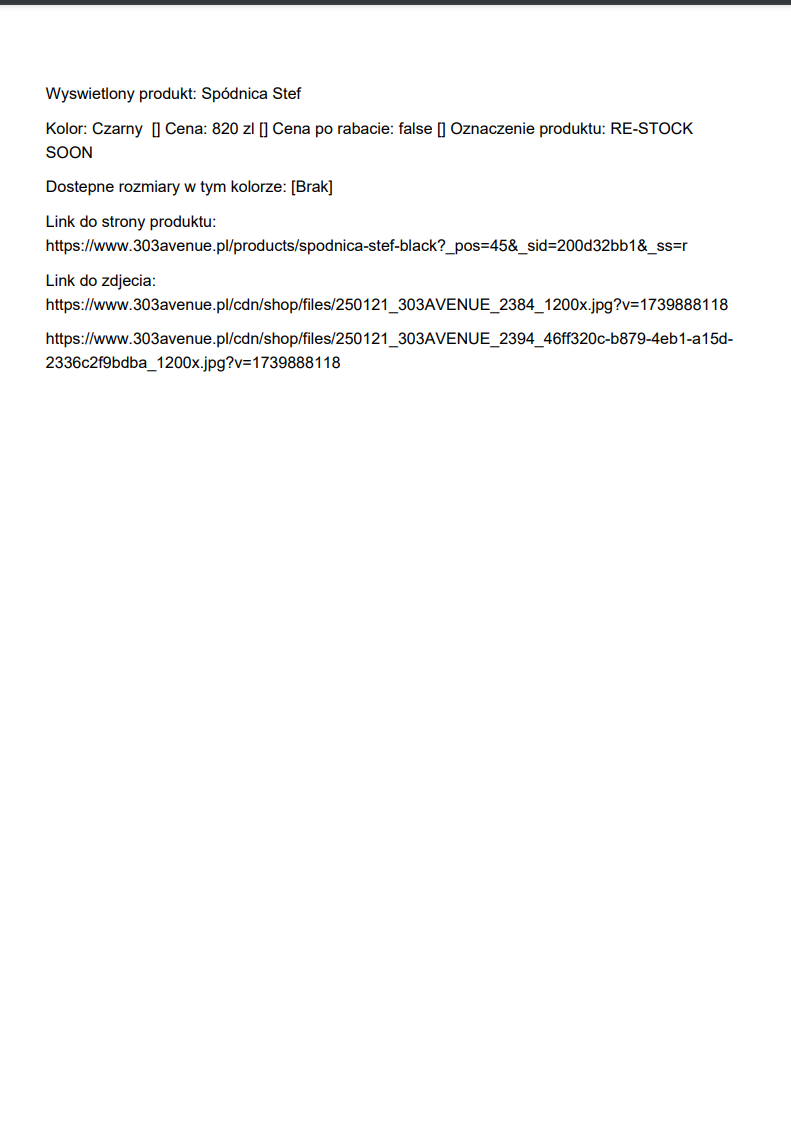 Wyswietlony produkt: Spódnica Stef
Kolor: Czarny  [] Cena: 820 zl [] Cena po rabacie: false [] Oznaczenie produktu: RE-STOCK
SOON
Dostepne rozmiary w tym kolorze: [Brak]
Link do strony produktu:
https://www.303avenue.pl/products/spodnica-stef-black?_pos=45&_sid=200d32bb1&_ss=r
Link do zdjecia:
https://www.303avenue.pl/cdn/shop/files/250121_303AVENUE_2384_1200x.jpg?v=1739888118
https://www.303avenue.pl/cdn/shop/files/250121_303AVENUE_2394_46ff320c-b879-4eb1-a15d-
2336c2f9bdba_1200x.jpg?v=1739888118